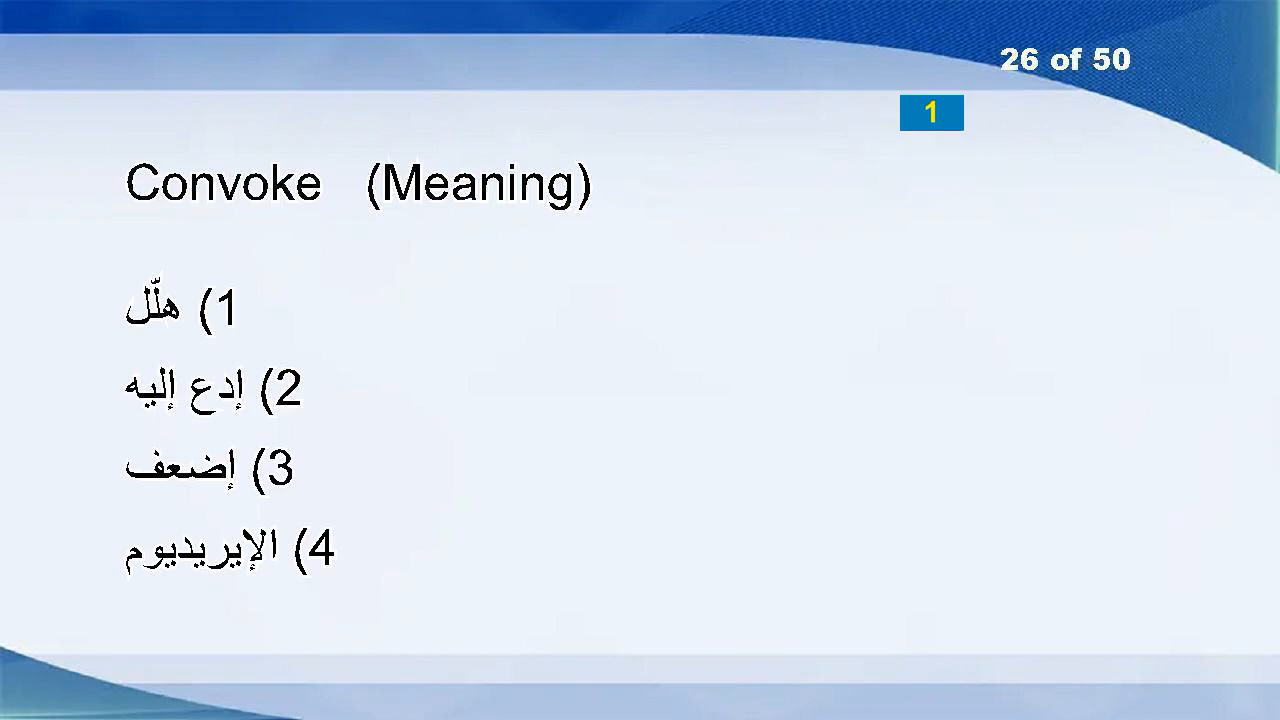 26 of 50
1
Convoke (Meaning)
1) هلّل
2) إدع إليه
3) إضعف
4) الإيريديوم